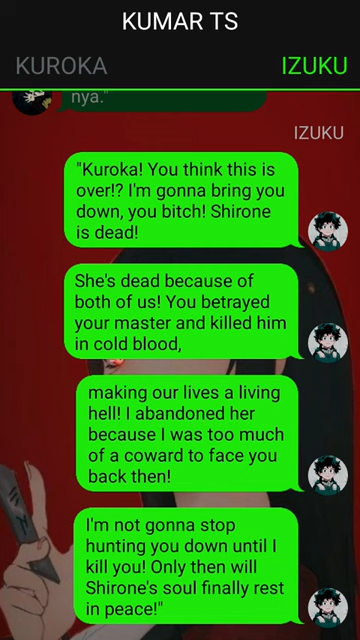 KUMAR TS
KUROKA
IZUKU
nya."
IZUKU
"Kuroka! You think this is
over!? I'm gonna bring you
down, you bitch! Shirone
is dead!
She's dead because of
both of us! You betrayed
your master and killed him
in cold blood,
making our lives a living
hell! I abandoned her
because I was too much
of a coward to face you
back then!
I'm not gonna stop
hunting you down until I
kill you! Only then will
Shirone's soul finally rest
in peace!"